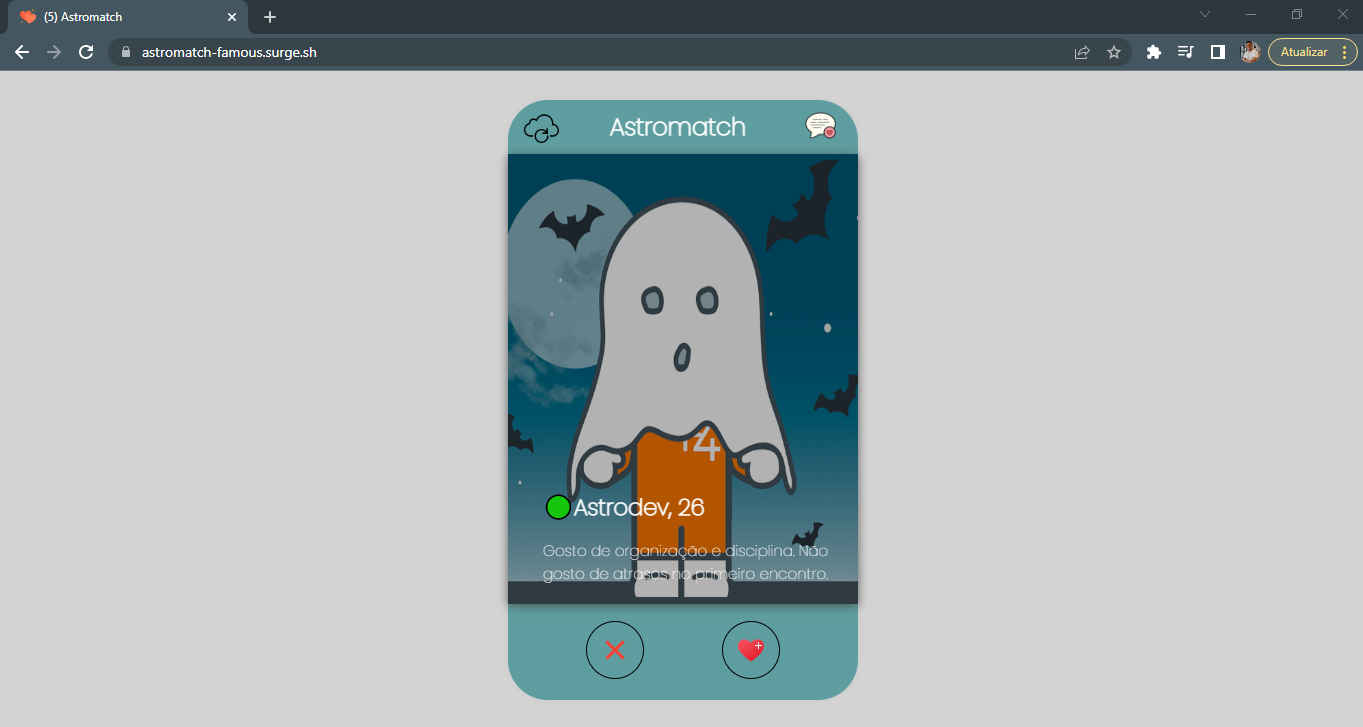 (5) Astromatch
astromatch-famous.surge.sh
Atualizar
Astromatch
14
Astrodev, 26
Gosto de organização e disciplina. Não
gosto de atrasos no primeiro encontro.